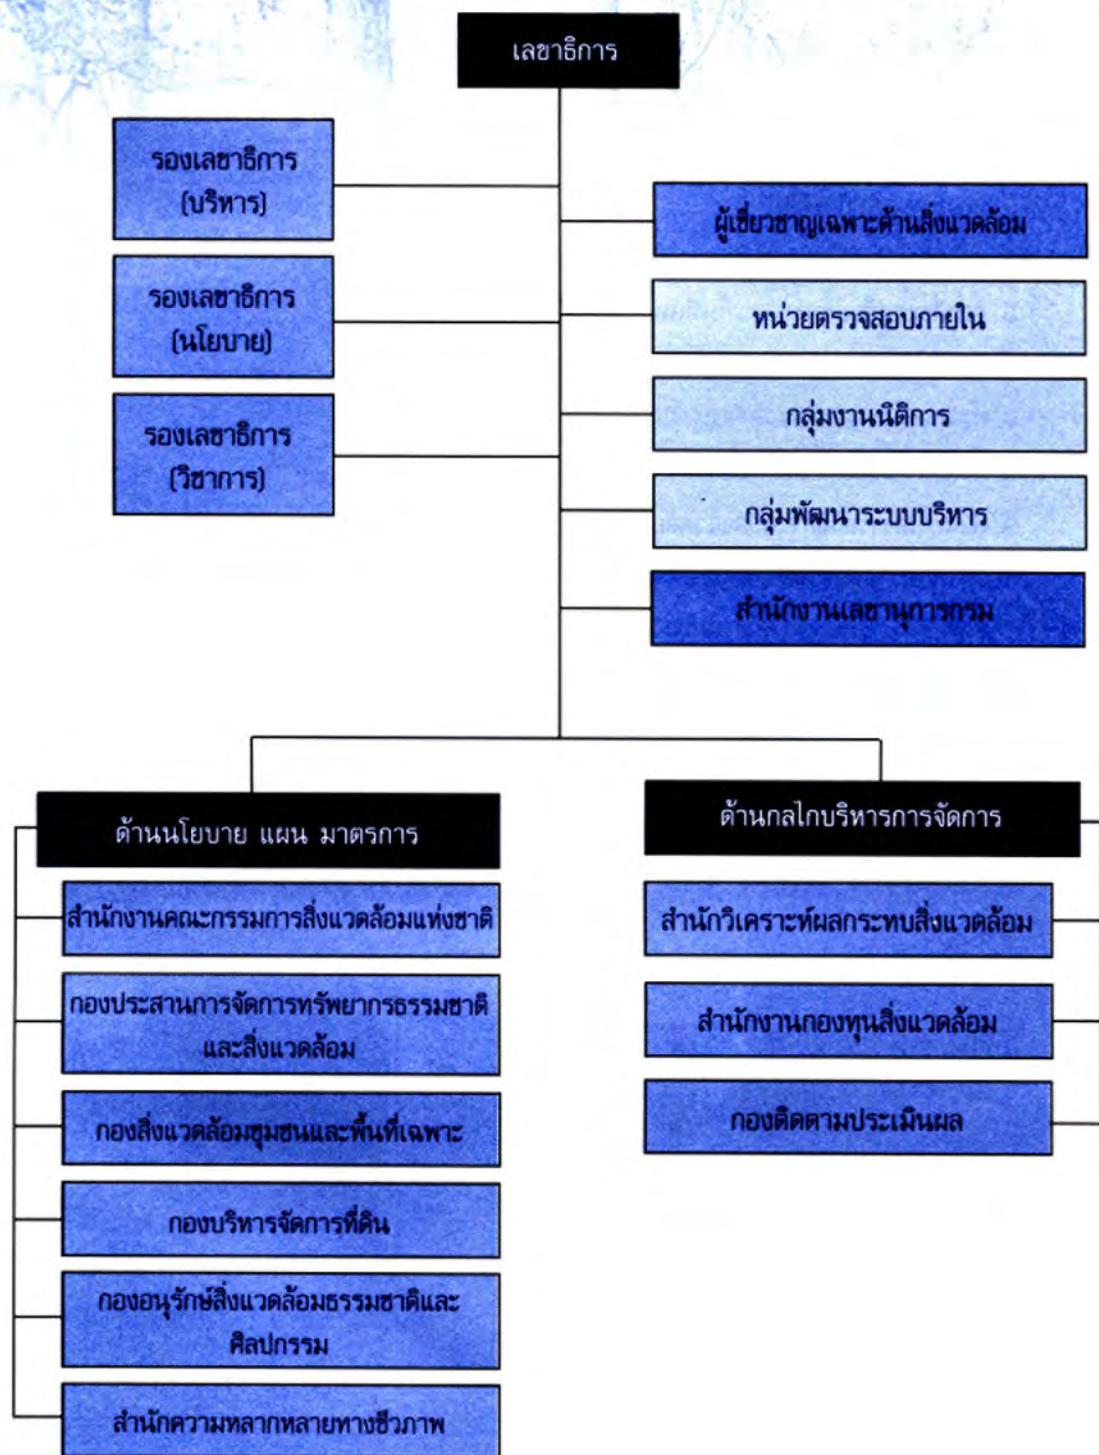 เลขาธิการ
รองเลขาธิการ
(บริหาร)
รองเลขาธิการ
(นโยบาย)
รองเลขาธิการ
(วิชาการ)
ผู้เชี่ยวชาญเฉพาะด้านสิ่งแวดล้อม
หน่วยตรวจสอบภายใน
กลุ่มงานนิติการ
กลุ่มพัฒนาระบบบริหาร
สำนักงานเลขานุการกรม
ด้านนโยบาย แผน มาตรการ
สำนักงานคณะกรรมการสิ่งแวดล้อมแห่งชาติ
กองประสานการจัดการทรัพยากรธรรมชาติ
และสิ่งแวดล้อม
กองสิ่งแวดล้อมชุมชนและพื้นที่เฉพาะ
กองบริหารจัดการที่ดิน
กองอนุรักษ์สิ่งแวดล้อมธรรมชาติและ
ศิลปกรรม
สำนักความหลากหลายทางชีวภาพ
ด้านกลไกบริหารการจัดการ
สำนักวิเคราะห์ผลกระทบสิ่งแวดล้อม
สำนักงานกองทุนสิ่งแวดล้อม
กองติดตามประเมินผล